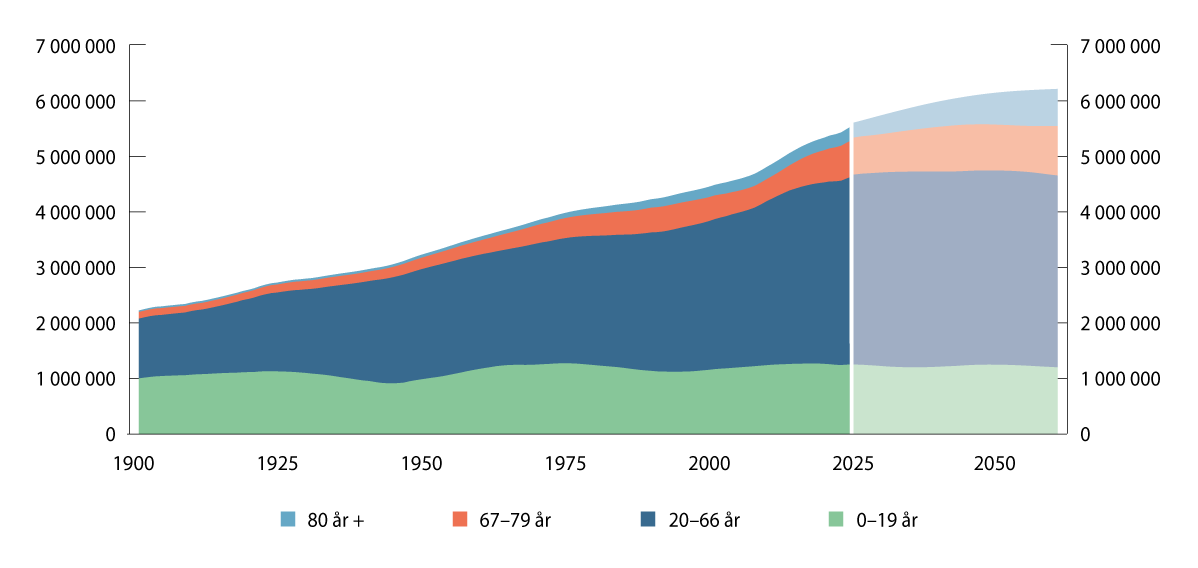 7 000 000 7 000 000
6 000 000 6 000 000
5 000 000 5 000 000
4 000 000 4 000 000
3 000 000 3 000 000
2 000 000 2 000 000
1 000 000 1 000 000
0 0
1900 1925 1950 1975 2000 2025 2050
80 år + 67–79 år 20–66 år 0–19 år